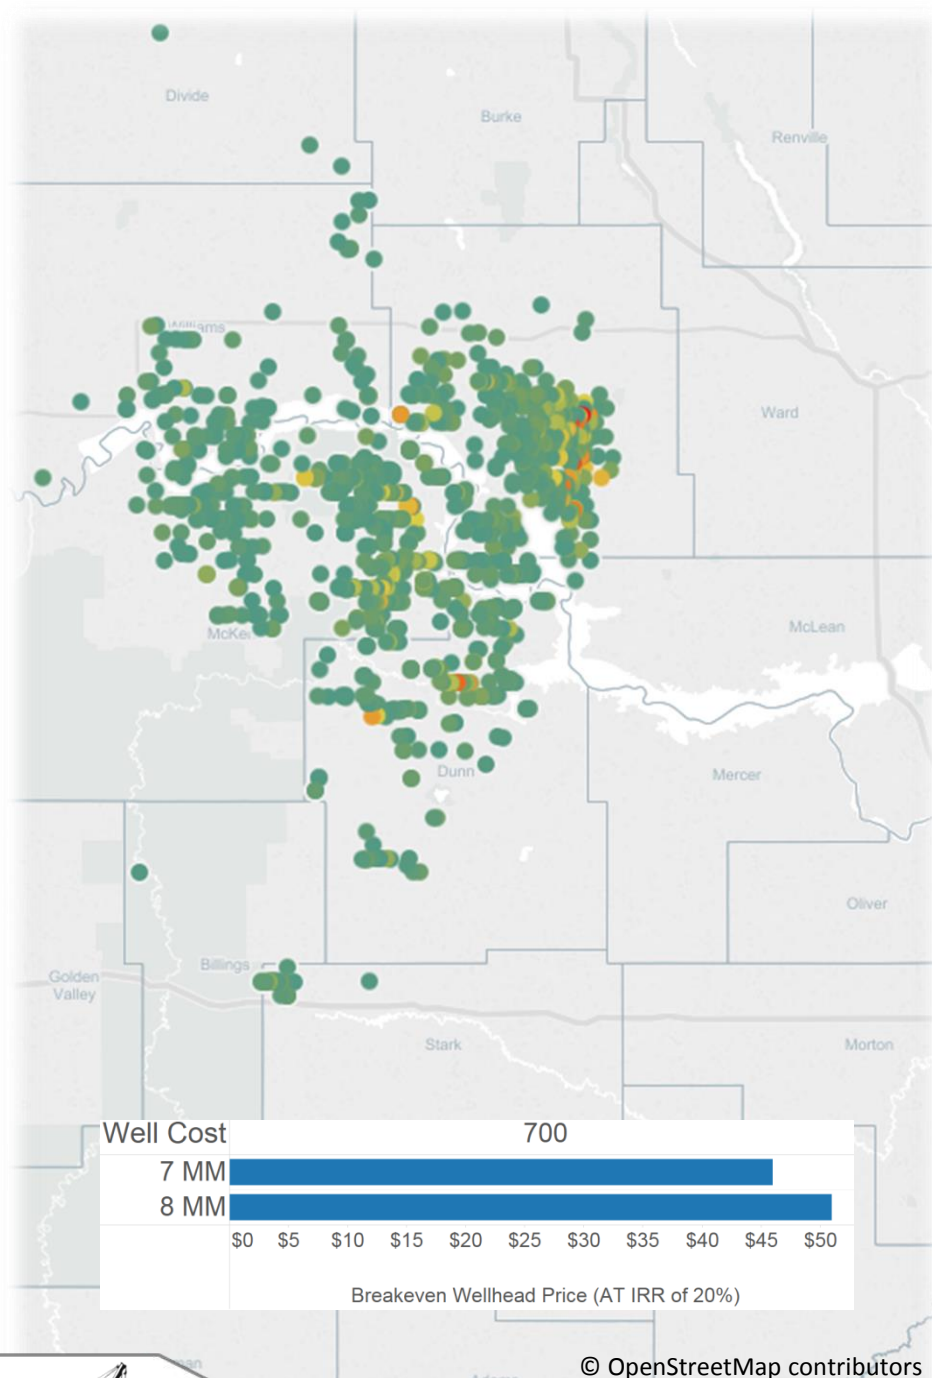 Divide
Burke
Renville
Williams
Ward
McKe
McLean
Dunn
Mercer
Oliver
Billings
Golden
Valley
Stark
Morton
Well Cost 700
7 MM
8 MM
$0 $5 $10 $15 $20 $25 $30 $35 $40 $45 $50
Breakeven Wellhead Price (AT IRR of 20%)
© OpenStreetMap contributors